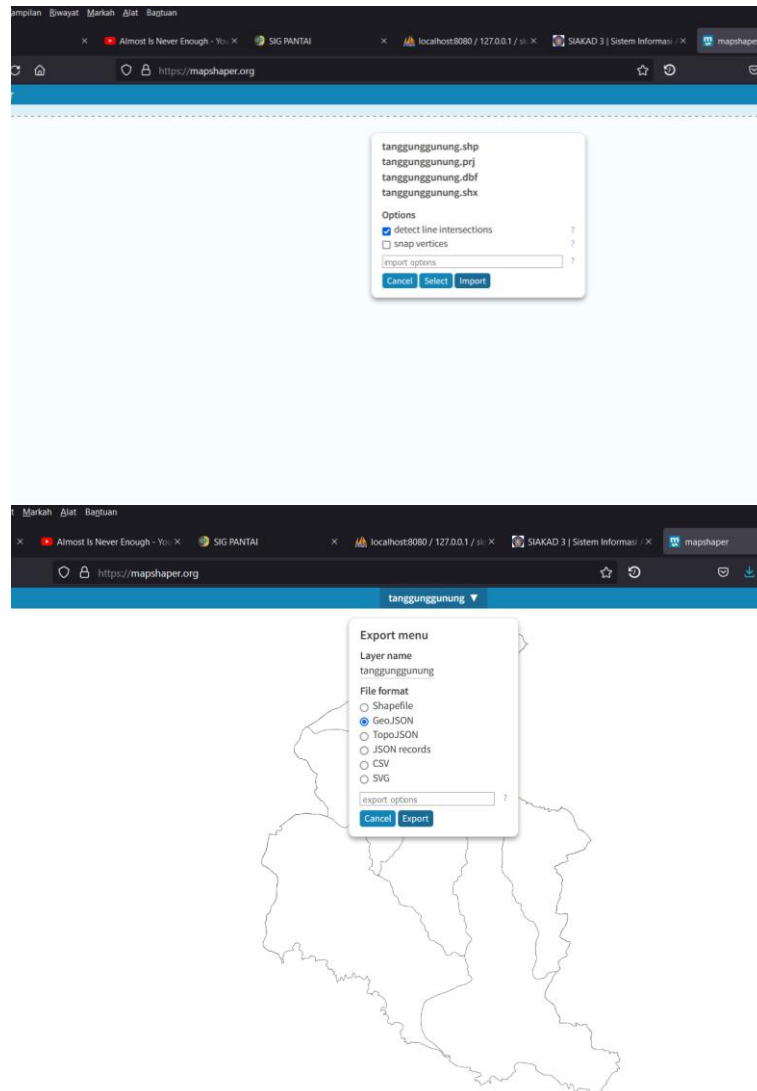 ampilan Riwayat Markah Alat Bantuan
Almost Is Never Enough - You
SIG PANTAI
localhost:8080 / 127.0.0.1 /
SIAKAD 3 | Sistem Informasi /
mapshape
https://mapshaper.org
tanggunggunung.shp
tanggunggunung.prj
tanggunggunung.dbf
tanggunggunung.shx
Options
detect line intersections ?
snap vertices ?
import options ?
Cancel Select Import
t Markah Alat Bantuan
Almost Is Never Enough - You
SIG PANTAI
localhost:8080 / 127.0.0.1 /
SIAKAD 3 | Sistem Informasi /
mapshaper
https://mapshaper.org
tanggunggunung ▼
Export menu
Layer name
tanggunggunung
File format
Shapefile
GeoJSON
TopoJSON
JSON records
CSV
SVG
export options ?
Cancel Export